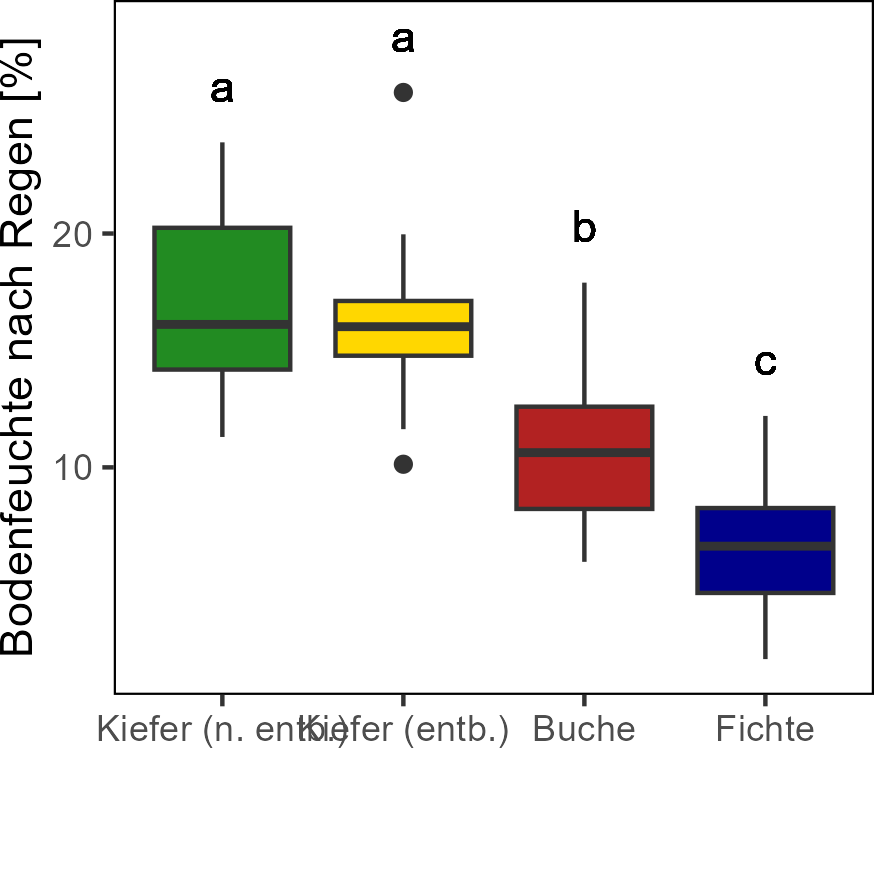 Bodenfeuchte nach Regen [%]
a
a
b
c
20
10
Kiefer (n. entb.)
Kiefer (entb.)
Buche
Fichte